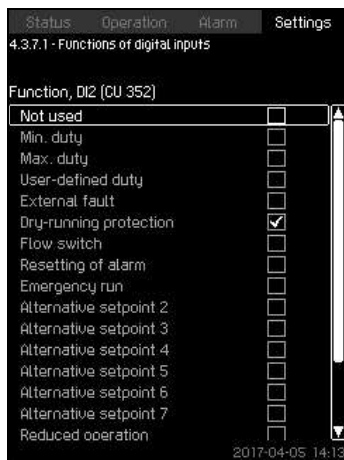 Status Operation Alarm Settings
4.3.7.1 - Functions of digital inputs
Function, DI2 (CU 352)
Not used
Min. duty
Max. duty
User-defined duty
External fault
Dry-running protection
Flow switch
Resetting of alarm
Emergency run
Alternative setpoint 2
Alternative setpoint 3
Alternative setpoint 4
Alternative setpoint 5
Alternative setpoint 6
Alternative setpoint 7
Reduced operation
2017-04-05 14:13